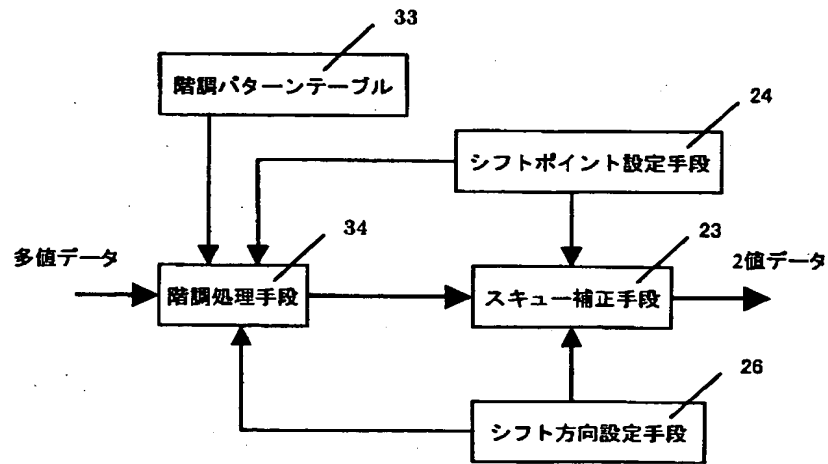 33
階調パターンテーブル
24
シフトポイント設定手段
多値データ
34
階調処理手段
23
スキュー補正手段
2値データ
26
シフト方向設定手段